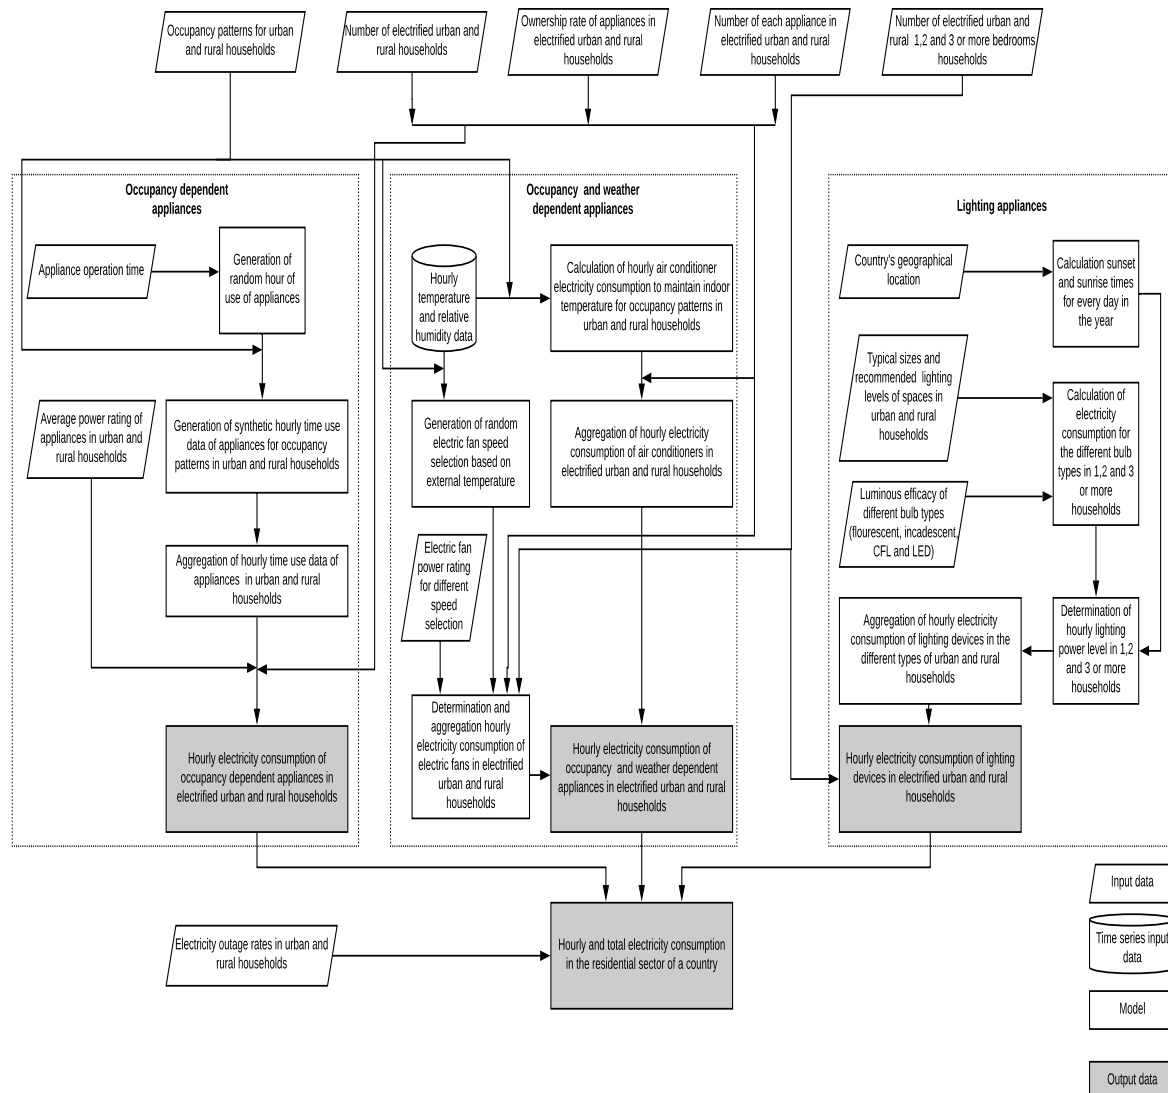 Occupancy patterns for urban
and rural households
Number of electrified urban and
rural households
Ownership rate of appliances in
electrified urban and rural
households
Number of each appliance in
electrified urban and rural
households
Number of electrified urban and
rural 1,2 and 3 or more bedrooms
households
Occupancy dependent
appliances
Appliance operation time
Generation of
random hour of
use of appliances
Average power rating of
appliances in urban and
rural households
Generation of synthetic hourly time use
data of appliances for occupancy
patterns in urban and rural households
Aggregation of hourly time use data of
appliances in urban and rural
households
Hourly electricity consumption of
occupancy dependent appliances in
electrified urban and rural households
Occupancy and weather
dependent appliances
Hourly
temperature
and relative
humidity data
Calculation of hourly air conditioner
electricity consumption to maintain indoor
temperature for occupancy patterns in
urban and rural households
Generation of random
electric fan speed
selection based on
external temperature
Aggregation of hourly electricity
consumption of air conditioners in
electrified urban and rural households
Electric fan
power rating
for different
speed
selection
Determination and
aggregation hourly
electricity consumption of
electric fans in electrified
urban and rural
households
Hourly electricity consumption of
occupancy and weather dependent
appliances in electrified urban and rural
households
Lighting appliances
Country's geographical
location
Calculation sunset
and sunrise times
for every day in
the year
Typical sizes and
recommended lighting
levels of spaces in
urban and rural
households
Calculation of
electricity
consumption for
the different bulb
types in 1,2 and 3
or more
households
Luminous efficacy of
different bulb types
(flourescent, incadescent,
CFL and LED)
Aggregation of hourly electricity
consumption of lighting devices in the
different types of urban and rural
households
Determination of
hourly lighting
power level in 1,2
and 3 or more
households
Hourly electricity consumption of ighting
devices in electrified urban and rural
households
Electricity outage rates in urban and
rural households
Hourly and total electricity consumption
in the residential sector of a country
Input data
Time series input
data
Model
Output data